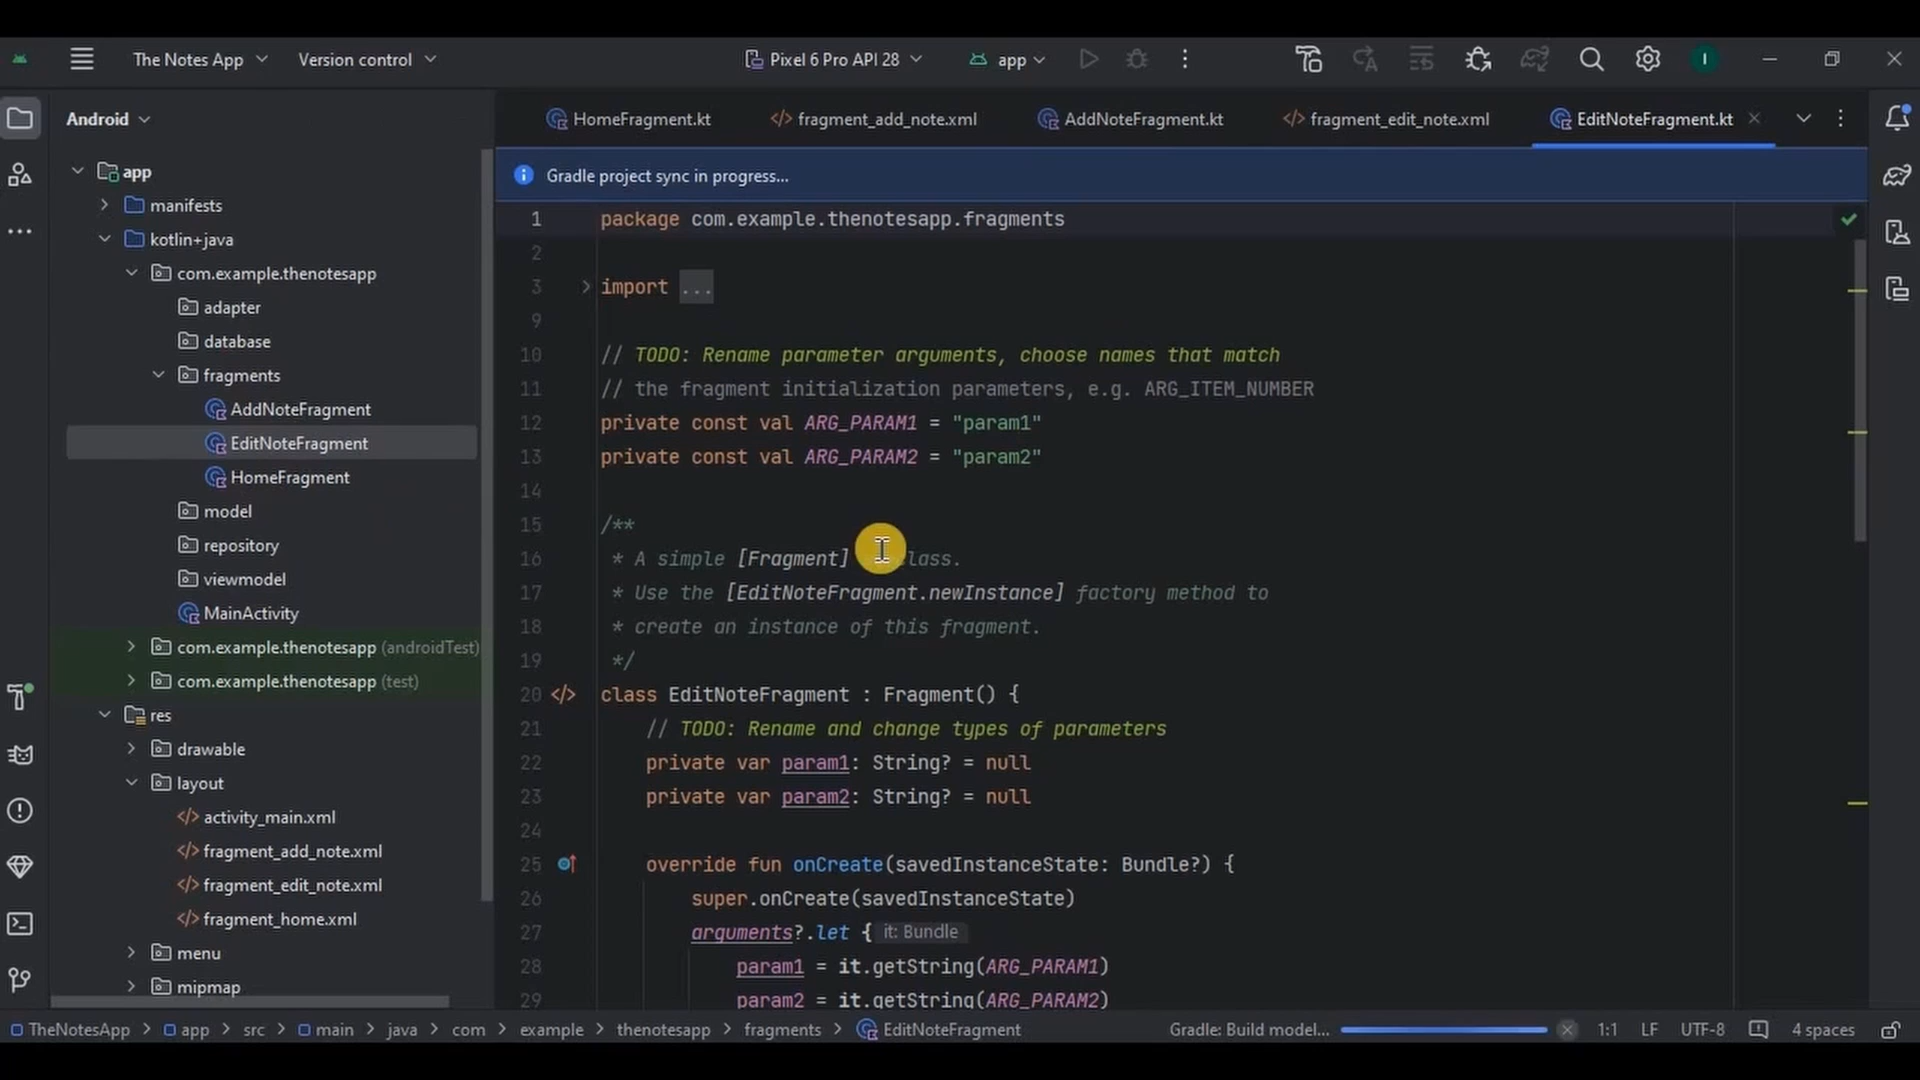 The Notes App
Version control
Pixel 6 Pro API 28
app
I
Android
app
manifests
kotlin+java
com.example.thenotesapp
adapter
database
fragments
AddNoteFragment
EditNoteFragment
HomeFragment
model
repository
viewmodel
MainActivity
com.example.thenotesapp (androidTest)
com.example.thenotesapp (test)
res
drawable
layout
activity_main.xml
fragment_add_note.xml
fragment_edit_note.xml
fragment_home.xml
menu
mipmap
HomeFragment.kt
fragment_add_note.xml
AddNoteFragment.kt
fragment_edit_note.xml
EditNoteFragment.kt
Gradle project sync in progress...
1 package com.example.thenotesapp.fragments
2
3 import ...
9
10 // TODO: Rename parameter arguments, choose names that match
11 // the fragment initialization parameters, e.g. ARG_ITEM_NUMBER
12 private const val ARG_PARAM1 = "param1"
13 private const val ARG_PARAM2 = "param2"
14
15 /**
16 * A simple [Fragment] class.
17 * Use the [EditNoteFragment.newInstance] factory method to
18 * create an instance of this fragment.
19 */
20 class EditNoteFragment : Fragment() {
21 // TODO: Rename and change types of parameters
22 private var param1: String? = null
23 private var param2: String? = null
24
25 override fun onCreate(savedInstanceState: Bundle?) {
26 super.onCreate(savedInstanceState)
27 arguments?.let { it: Bundle
28 param1 = it.getString(ARG_PARAM1)
29 param2 = it.getString(ARG_PARAM2)
TheNotesApp > app > src > main > java > com > example > thenotesapp > fragments > EditNoteFragment
Gradle: Build model...
1:1
LF
UTF-8
4 spaces